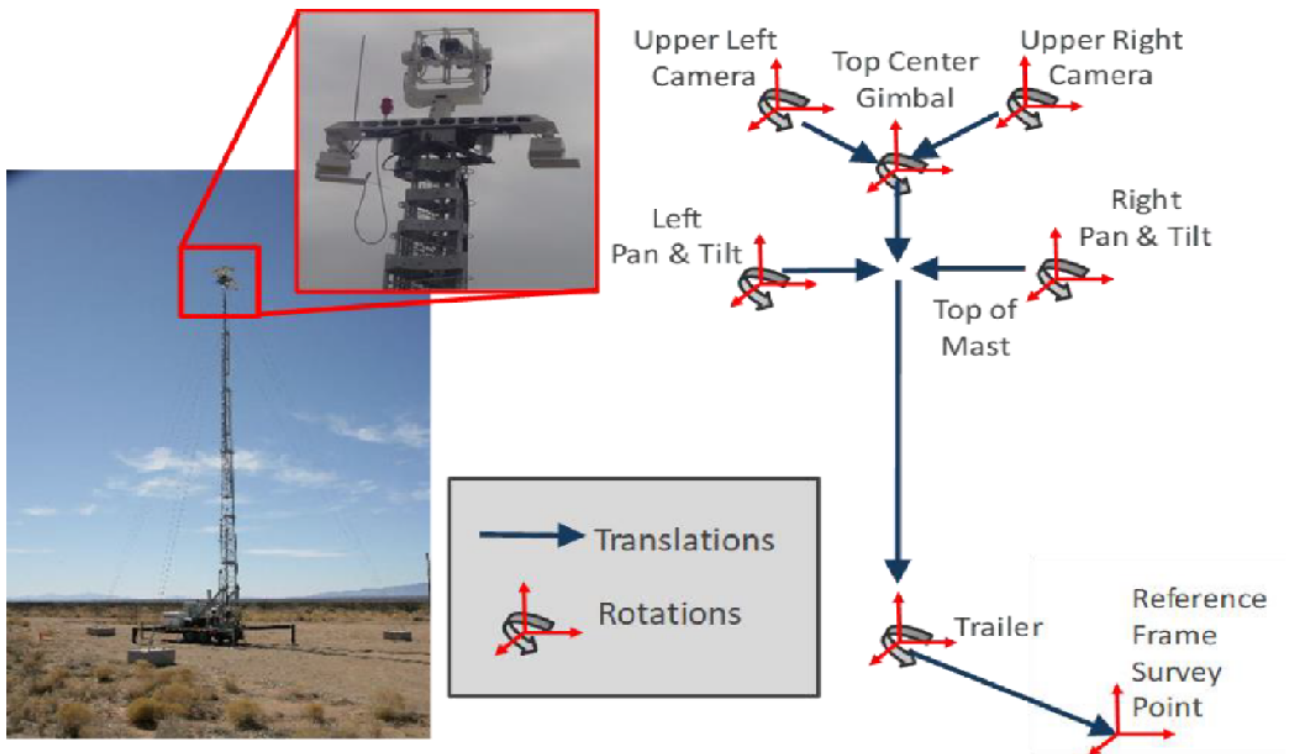 Upper Left
Camera
Top Center
Gimbal
Upper Right
Camera
Left
Pan & Tilt
Right
Pan & Tilt
Top of
Mast
Translations
Rotations
Trailer
Reference
Frame
Survey
Point